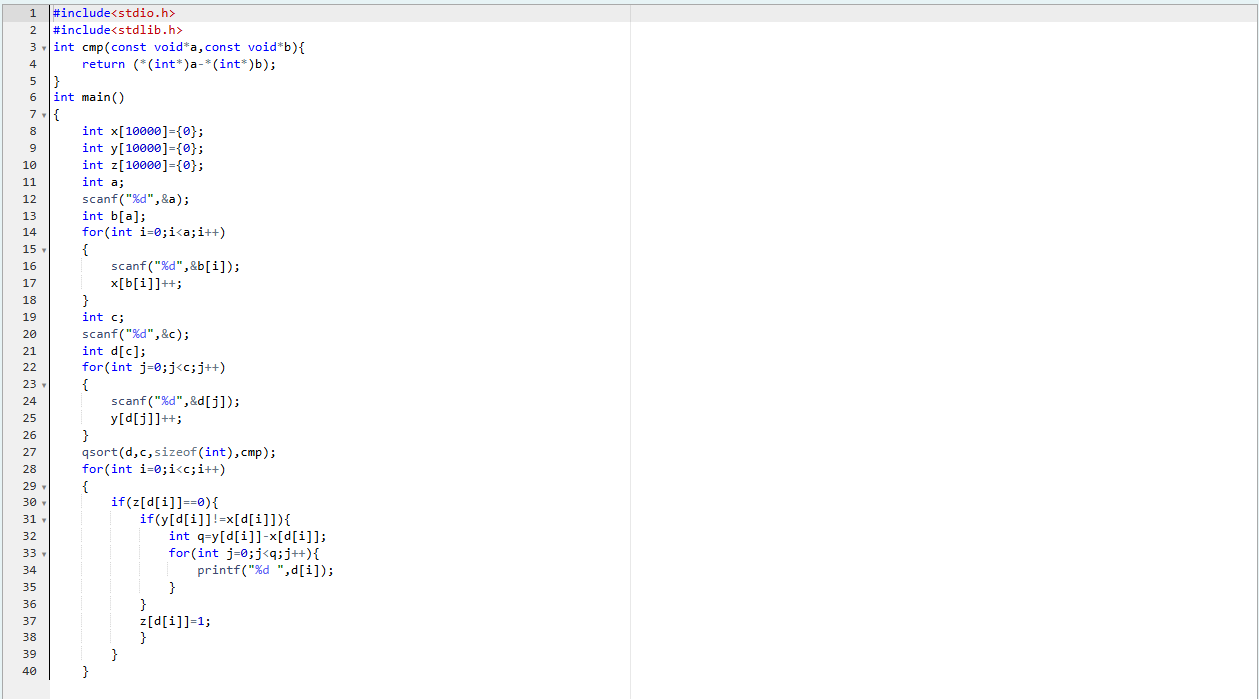 1 #include<stdio.h>
2 #include<stdlib.h>
3 int cmp(const void*a,const void*b){
4     return (*(int*)a-*(int*)b);
5 }
6 int main()
7 {
8     int x[10000]={0};
9     int y[10000]={0};
10     int z[10000]={0};
11     int a;
12     scanf("%d",&a);
13     int b[a];
14     for(int i=0;i<a;i++)
15     {
16         scanf("%d",&b[i]);
17         x[b[i]]++;
18     }
19     int c;
20     scanf("%d",&c);
21     int d[c];
22     for(int j=0;j<c;j++)
23     {
24         scanf("%d",&d[j]);
25         y[d[j]]++;
26     }
27     qsort(d,c,sizeof(int),cmp);
28     for(int i=0;i<c;i++)
29     {
30         if(z[d[i]]==0){
31             if(y[d[i]]!=x[d[i]]){
32                 int q=y[d[i]]-x[d[i]];
33                 for(int j=0;j<q;j++){
34                     printf("%d ",d[i]);
35                 }
36             }
37             z[d[i]]=1;
38             }
39         }
40     }